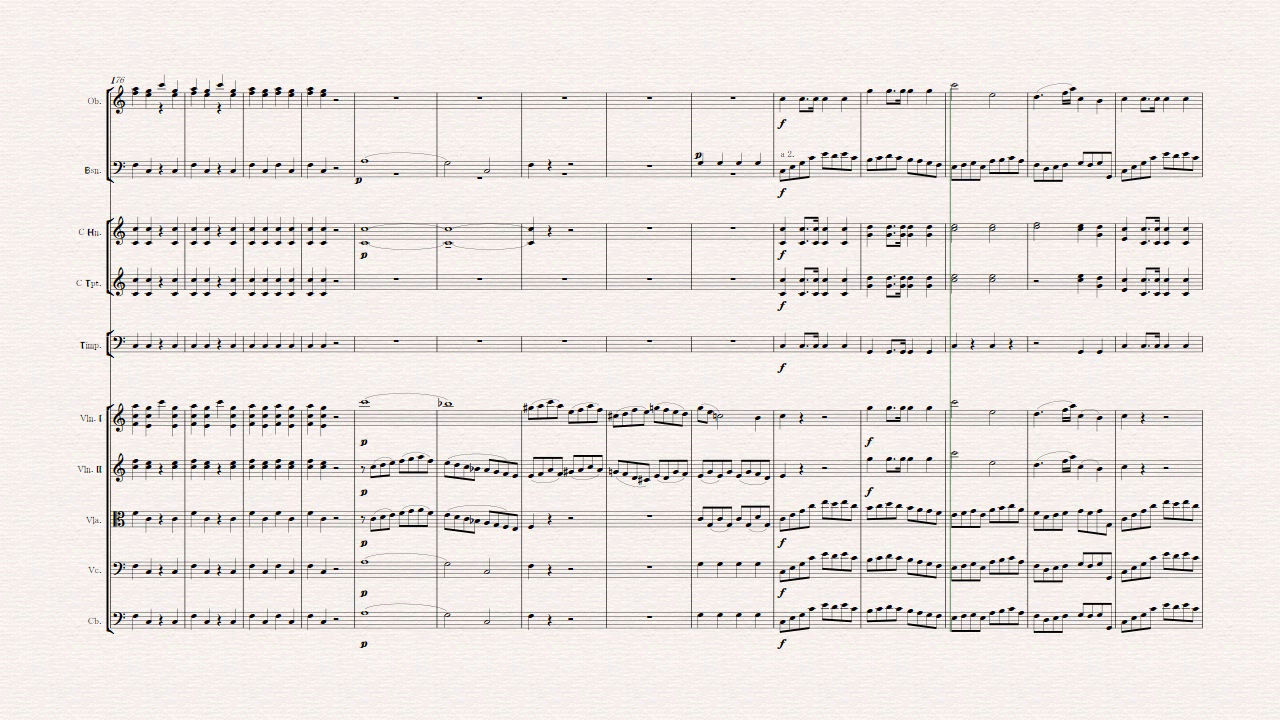 176
Ob.
Bsn.
p
p
a 2.
f
f
C Hn.
p
f
C Tpt.
f
Timp.
f
Vln. I
p
f
Vln. II
p
f
Vla.
p
f
Vc.
p
f
Cb.
p
f